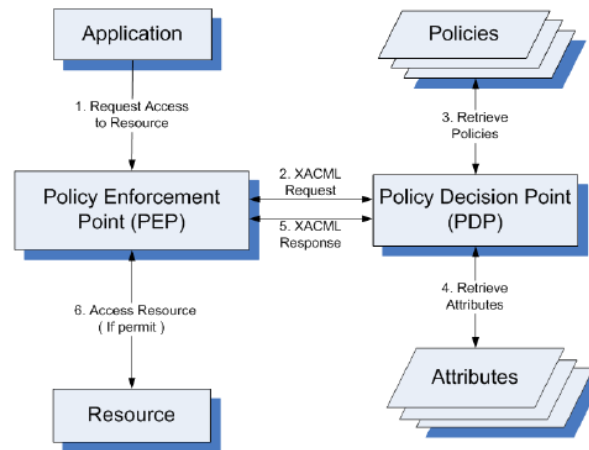 Application
Policies
1. Request Access
to Resource
3. Retrieve
Policies
2. XACML
Request
Policy Enforcement
Point (PEP)
Policy Decision Point
(PDP)
5. XACML
Response
4. Retrieve
Attributes
6. Access Resource
( If permit )
Attributes
Resource